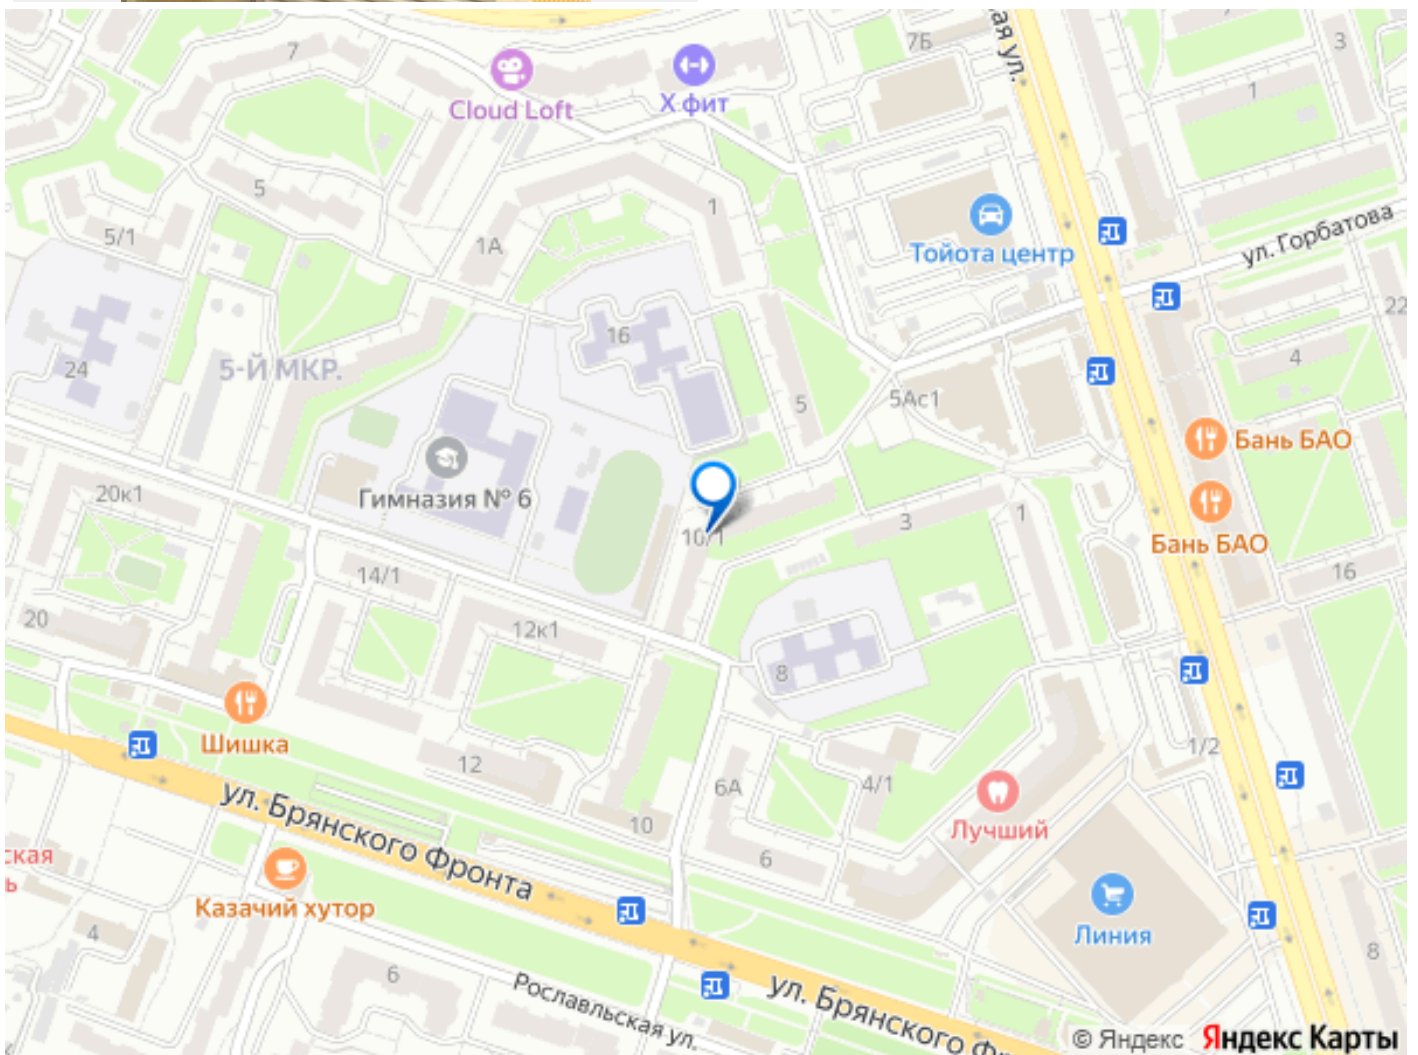 7
Cloud Loft
X фит
7Б
ая ул.
3
1
5
5/1
1А
1
Тойота центр
ул. Горбатова
16
24
5-Й МКР.
5
5Ас1
4
22
Бань БАО
20к1
Гимназия № 6
10/1
3
1
Бань БАО
16
14/1
20
12к1
8
Шишка
12
6А
4/1
1/2
ул. Брянского Фронта
10
Лучший
6
ская
ь
Казачий хутор
4
Линия
8
6
Рославльская ул.
ул. Брянского Ф
© Яндекс Яндекс Карты